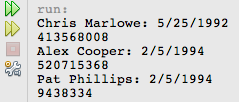 run:
Chris Marlowe: 5/25/1992
413568008
Alex Cooper: 2/5/1994
520715368
Pat Phillips: 2/5/1994
9438334